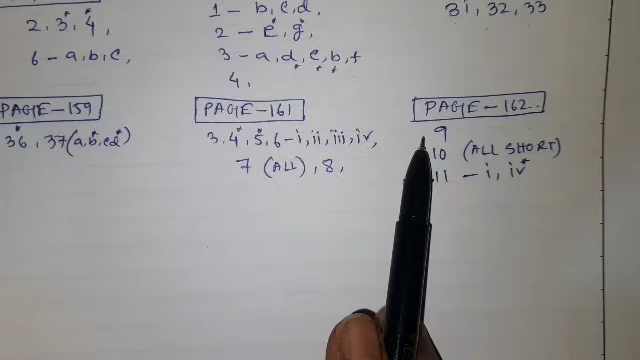 2, 3*, 4*
6 - a, b, c,
1 - b, c, d,
2 - e*, g*,
3 - a, d*, e*, b*, f
4,
31, 32, 33
PAGE-159
36*, 37 (a, b*, cd*)
PAGE-161
3, 4*, 5*, 6 - i, ii, iii, iv,
7 (ALL), 8,
PAGE-162
9
10 (ALL SHORT)
11 - i, iv*